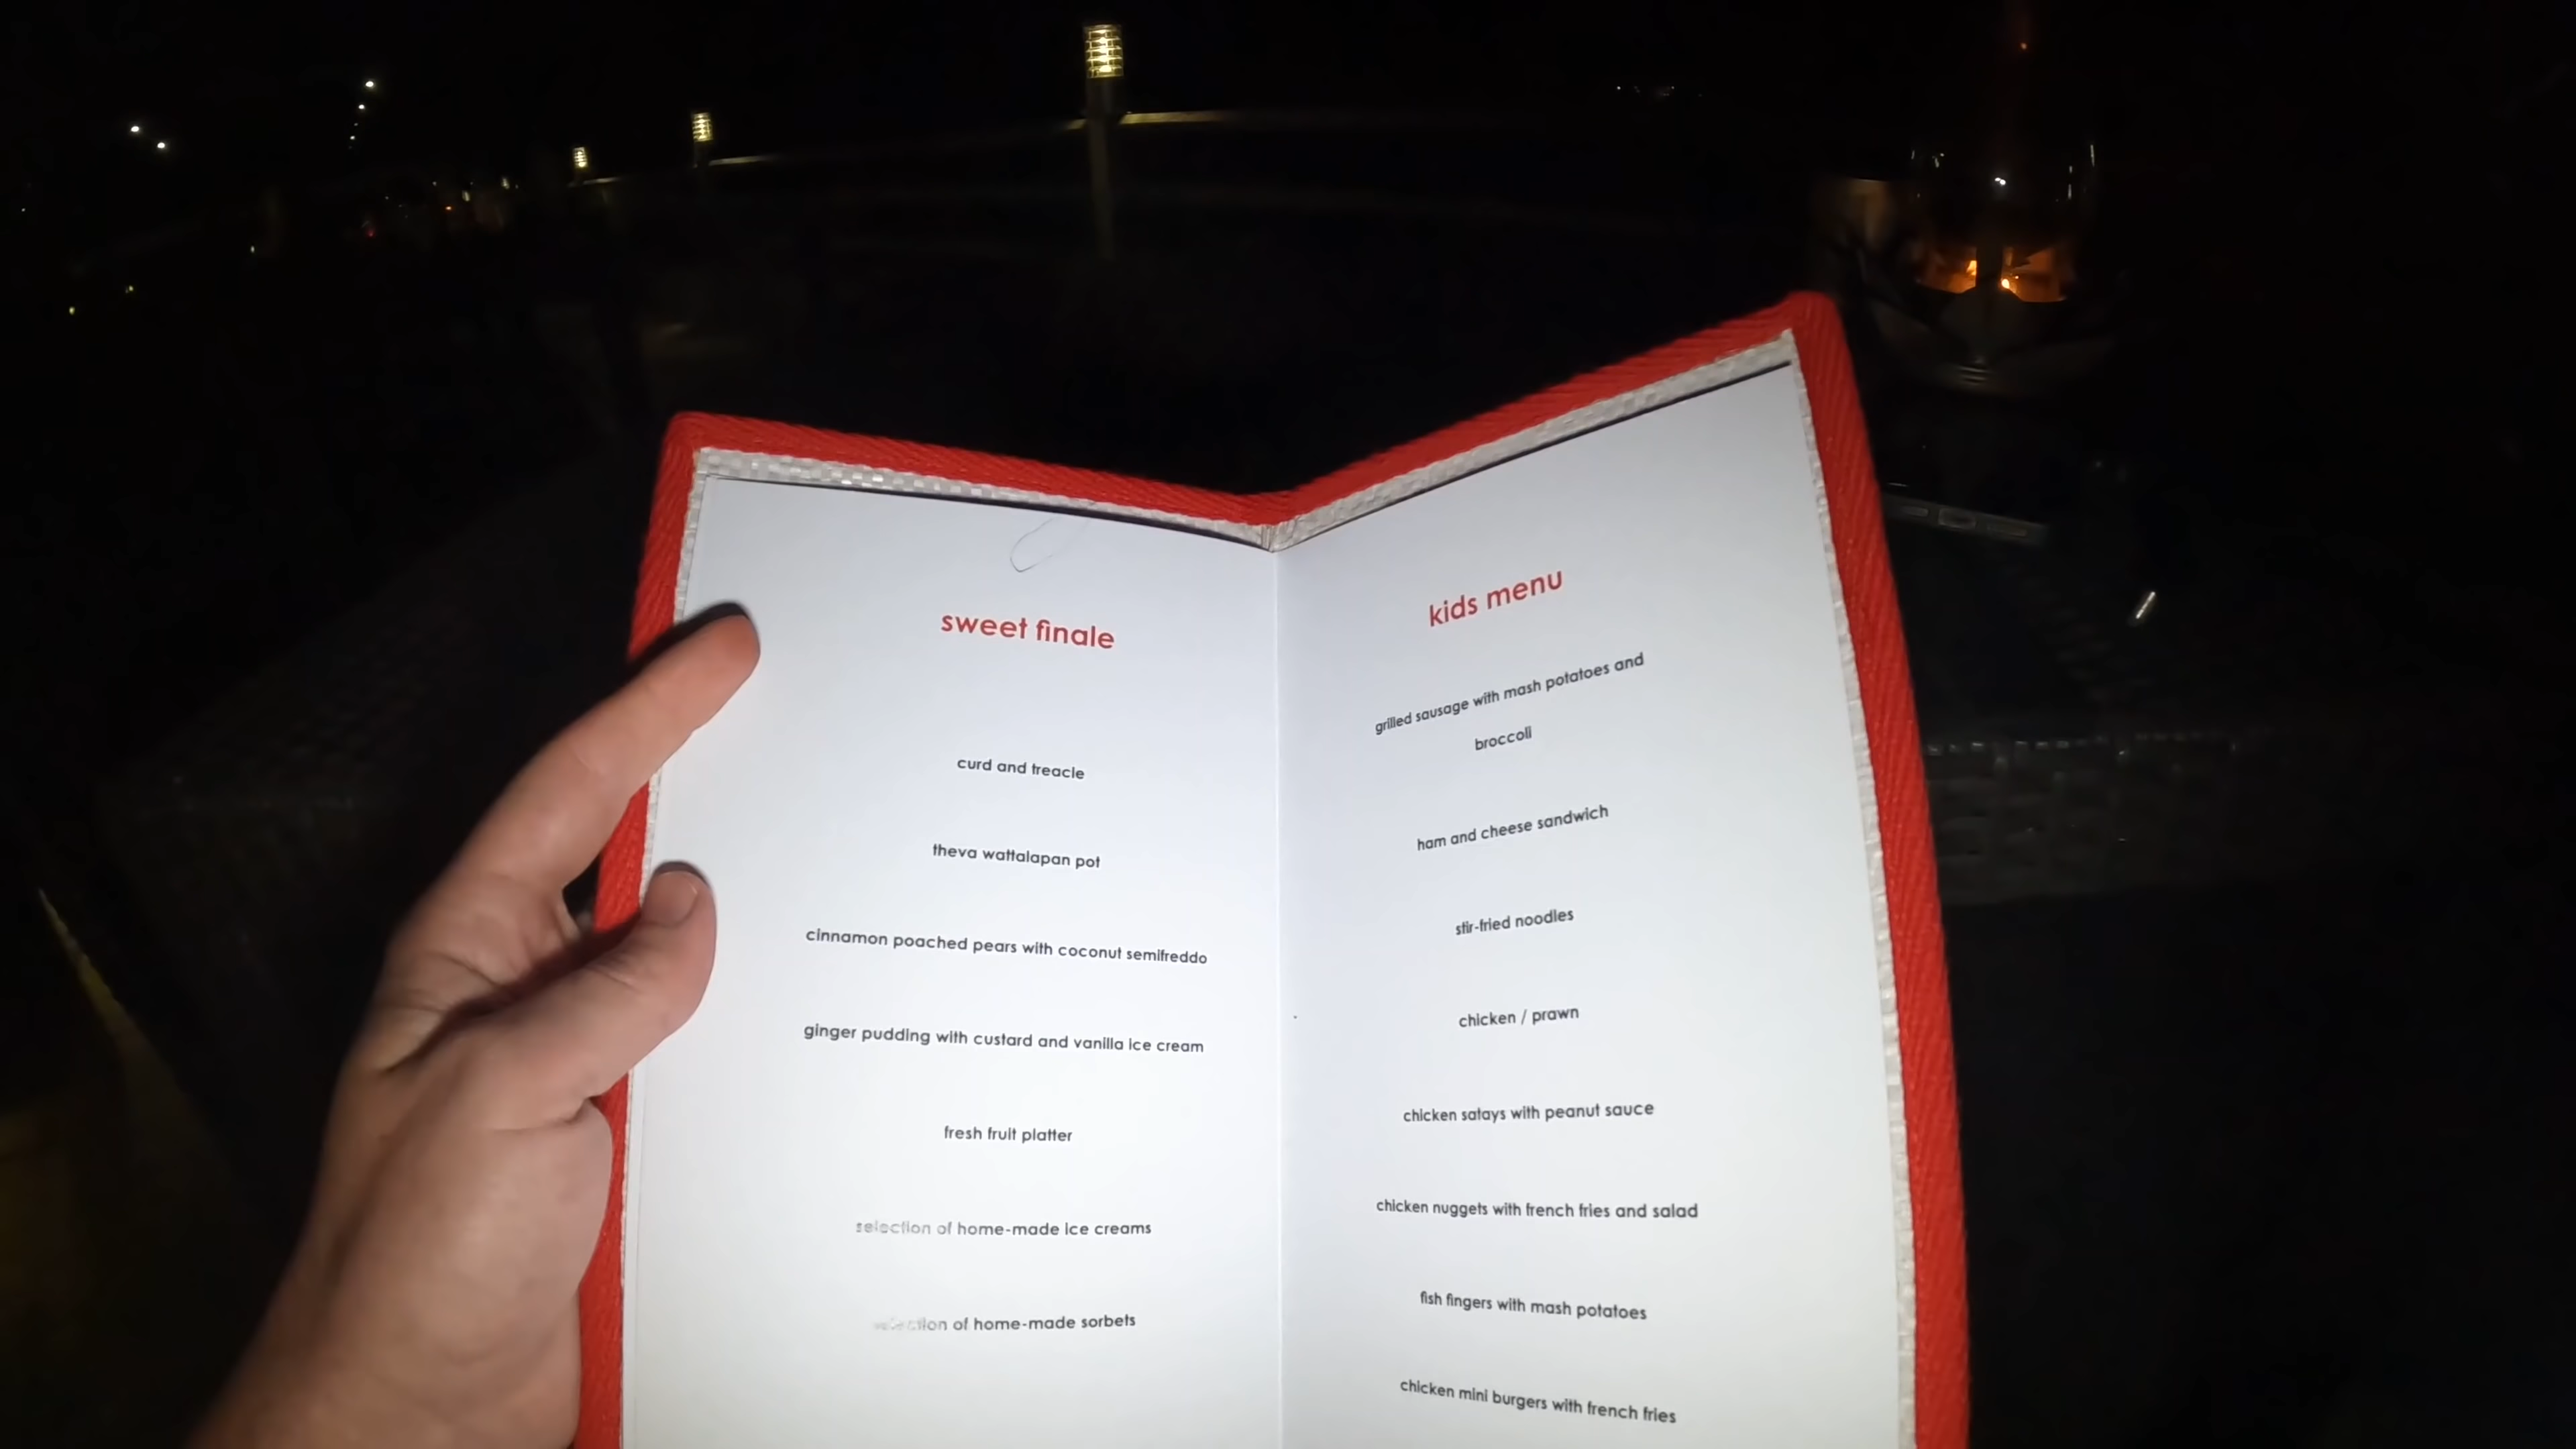 sweet finale
curd and treacle
theva wattalapan pot
cinnamon poached pears with coconut semifreddo
ginger pudding with custard and vanilla ice cream
fresh fruit platter
selection of home-made ice creams
selection of home-made sorbets
kids menu
grilled sausage with mash potatoes and
broccoli
ham and cheese sandwich
stir-fried noodles
chicken / prawn
chicken satays with peanut sauce
chicken nuggets with french fries and salad
fish fingers with mash potatoes
chicken mini burgers with french fries